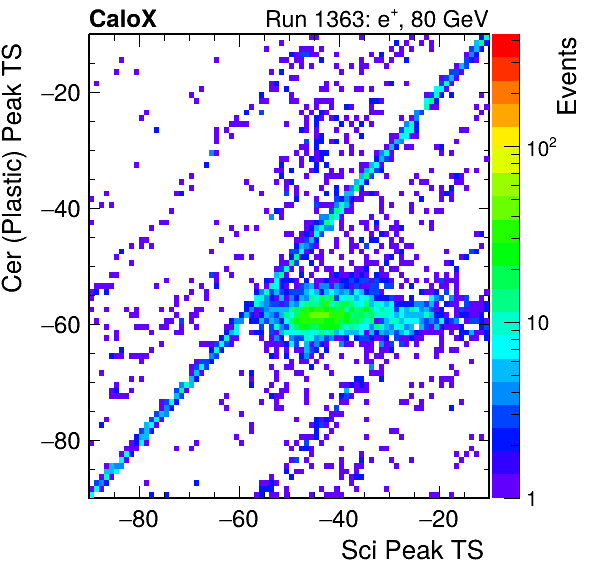 CaloX Run 1363: e⁺, 80 GeV
Cer (Plastic) Peak TS
−20
−40
−60
−80
−80 −60 −40 −20
Sci Peak TS
Events
10²
10
1